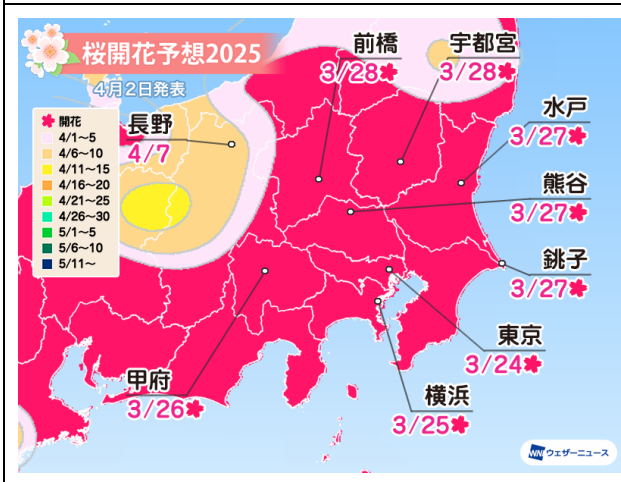 桜開花予想2025
4月2日発表
開花
4/1～5
4/6～10
4/11～15
4/16～20
4/21～25
4/26～30
5/1～5
5/6～10
5/11～
前橋
3/28
宇都宮
3/28
水戸
3/27
長野
4/7
熊谷
3/27
銚子
3/27
東京
3/24
甲府
3/26
横浜
3/25
WNI ウェザーニュース